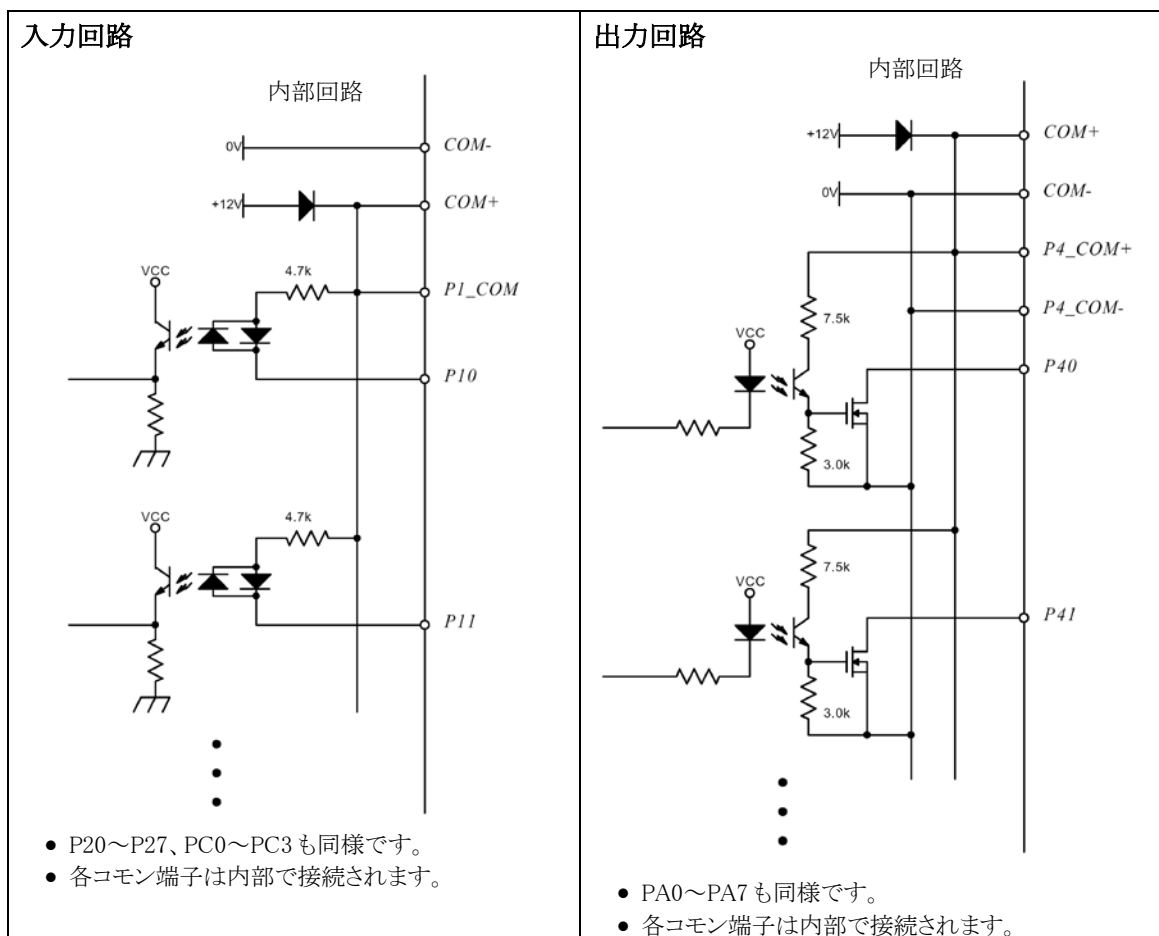 入力回路
内部回路
0V
COM-
+12V
COM+
VCC
4.7k
P1_COM
P10
VCC
4.7k
P11
● P20～P27、PC0～PC3も同様です。
● 各コモン端子は内部で接続されます。
出力回路
内部回路
+12V
COM+
0V
COM-
P4_COM+
7.5k
P4_COM-
VCC
P40
3.0k
7.5k
VCC
P41
3.0k
● PA0～PA7も同様です。
● 各コモン端子は内部で接続されます。